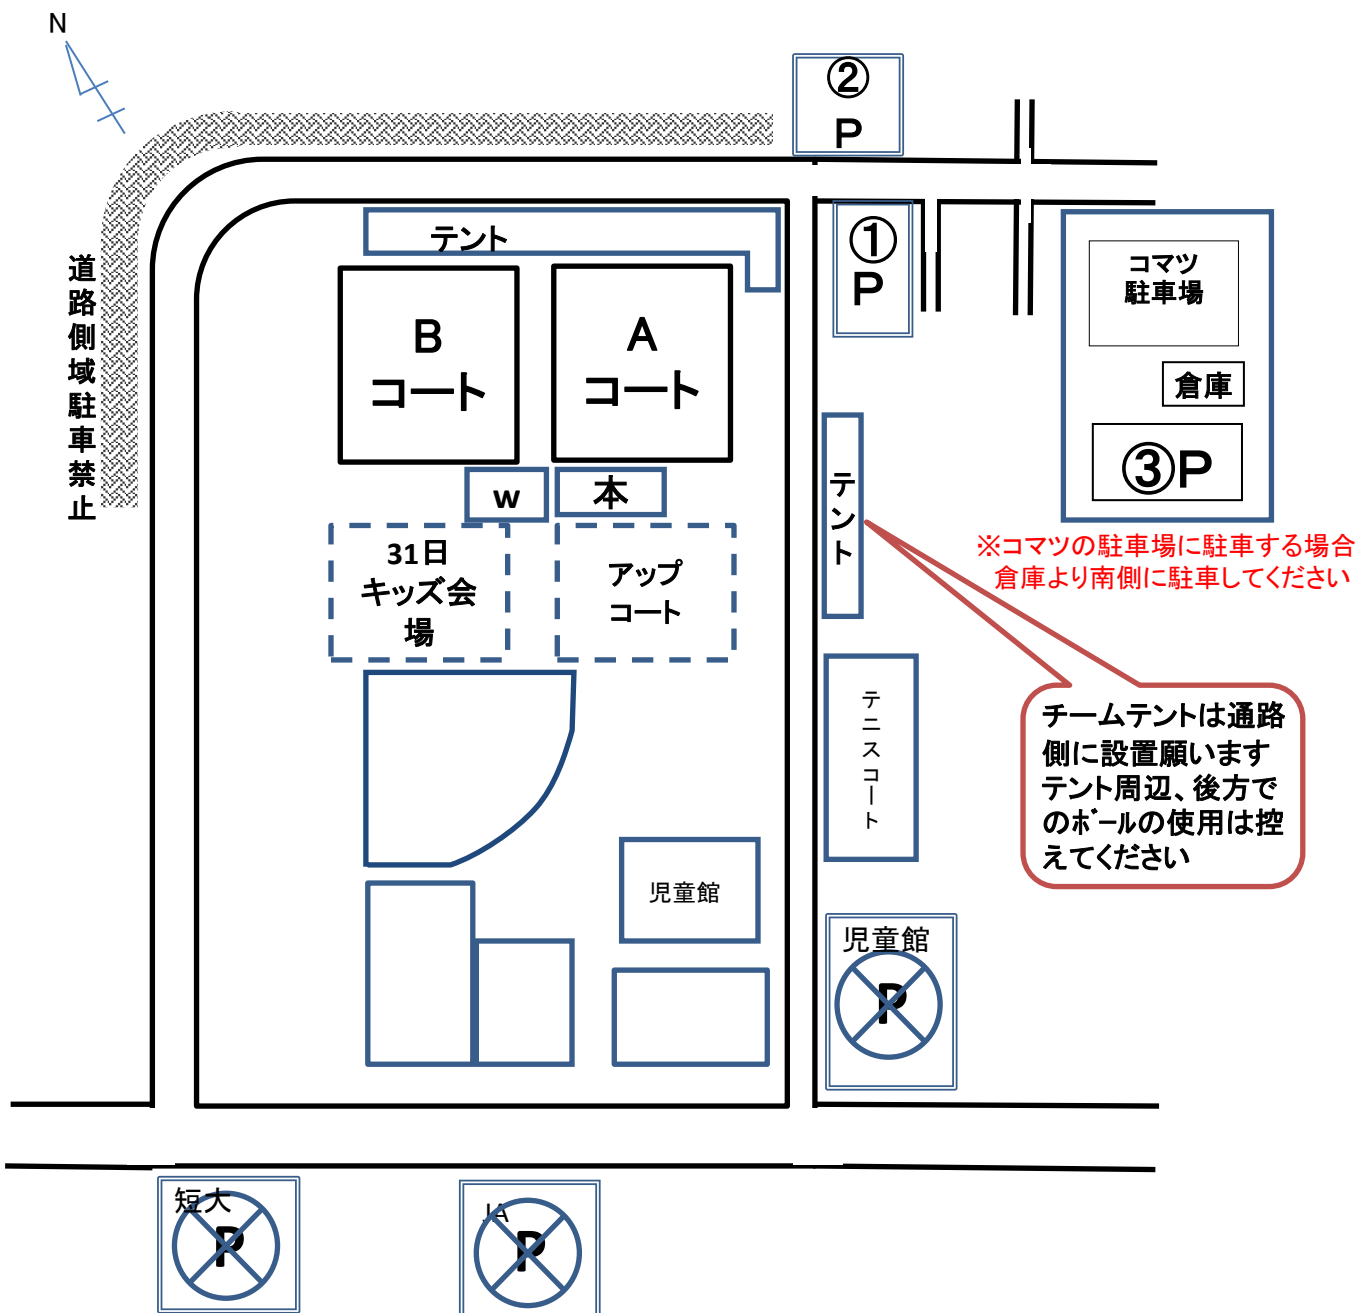 N
②
P
テント
①
P
コマツ
駐車場
道路側域駐車禁止
B
コート
A
コート
倉庫
③P
テント
w
本
※コマツの駐車場に駐車する場合
倉庫より南側に駐車してください
31日
キッズ会
場
アップ
コート
テニスコート
チームテントは通路
側に設置願います
テント周辺、後方で
のボールの使用は控
えてください
児童館
児童館
P
短大
P
JA
P